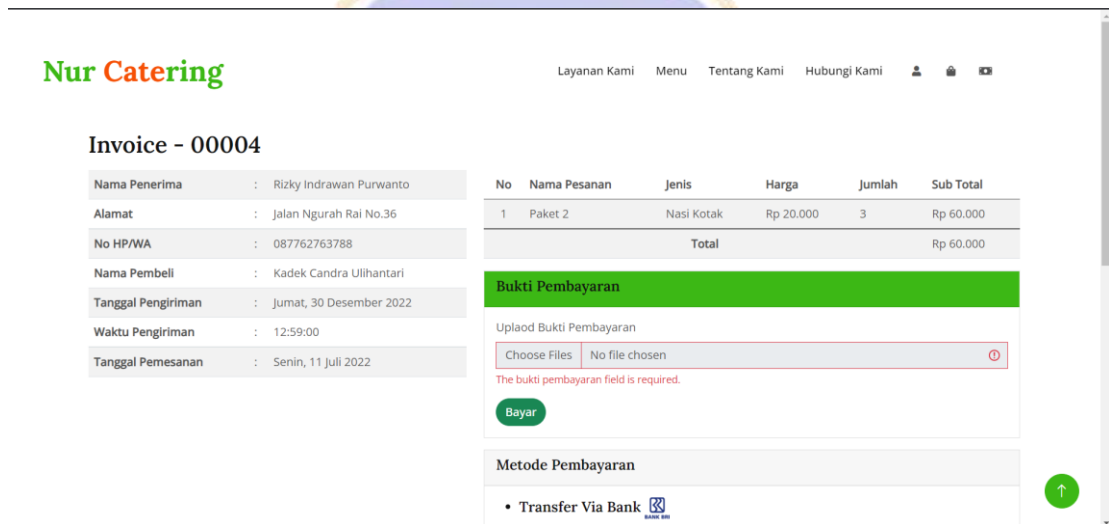 Nur Catering
Layanan Kami Menu Tentang Kami Hubungi Kami
Invoice - 00004
Nama Penerima : Rizky Indrawan Purwanto
Alamat : Jalan Ngurah Rai No.36
No HP/WA : 087762763788
Nama Pembeli : Kadek Candra Ulihantari
Tanggal Pengiriman : Jumat, 30 Desember 2022
Waktu Pengiriman : 12:59:00
Tanggal Pemesanan : Senin, 11 Juli 2022
No Nama Pesanan Jenis Harga Jumlah Sub Total
1 Paket 2 Nasi Kotak Rp 20.000 3 Rp 60.000
Total Rp 60.000
Bukti Pembayaran
Uplaod Bukti Pembayaran
Choose Files No file chosen
The bukti pembayaran field is required.
Bayar
Metode Pembayaran
• Transfer Via Bank BANK BRI